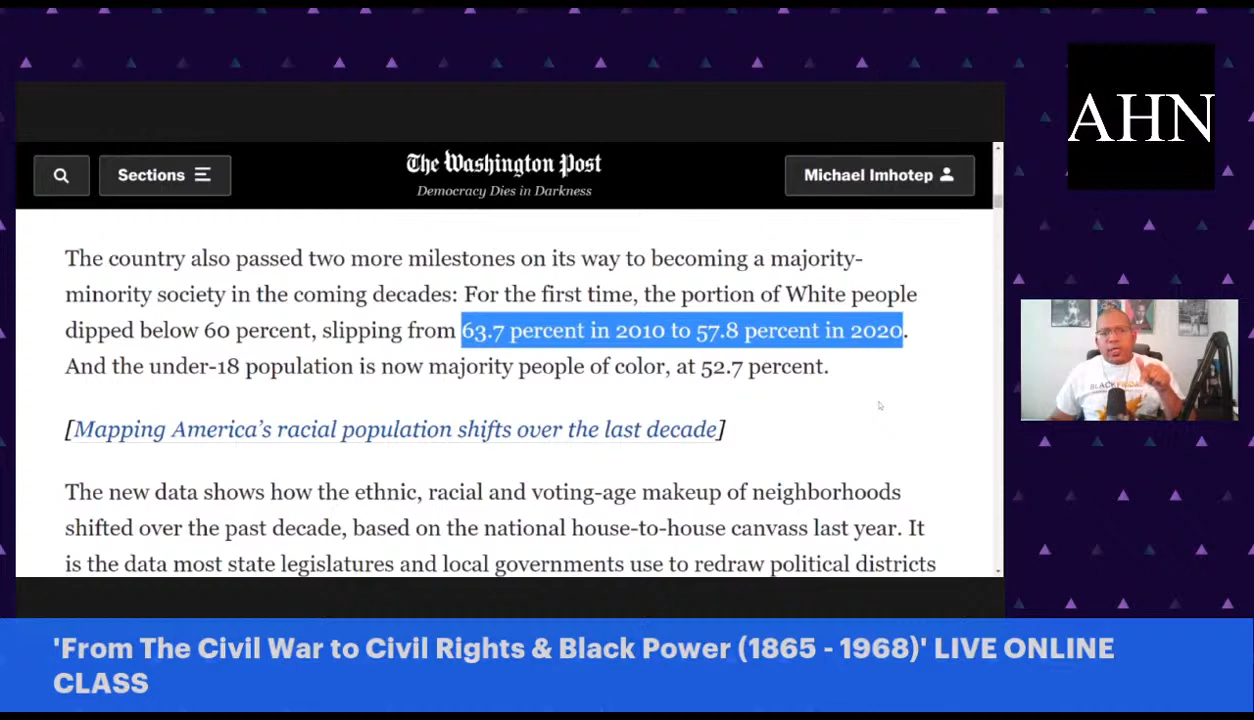 AHN
The Washington Post
Sections
Michael Imhotep
Democracy Dies in Darkness
The country also passed two more milestones on its way to becoming a majority-
minority society in the coming decades: For the first time, the portion of White people
dipped below 60 percent, slipping from 63.7 percent in 2010 to 57.8 percent in 2020.
And the under-18 population is now majority people of color, at 52.7 percent.
[Mapping America's racial population shifts over the last decade]
The new data shows how the ethnic, racial and voting-age makeup of neighborhoods
shifted over the past decade, based on the national house-to-house canvass last year. It
is the data most state legislatures and local governments use to redraw political districts
'From The Civil War to Civil Rights & Black Power (1865 - 1968)' LIVE ONLINE
CLASS